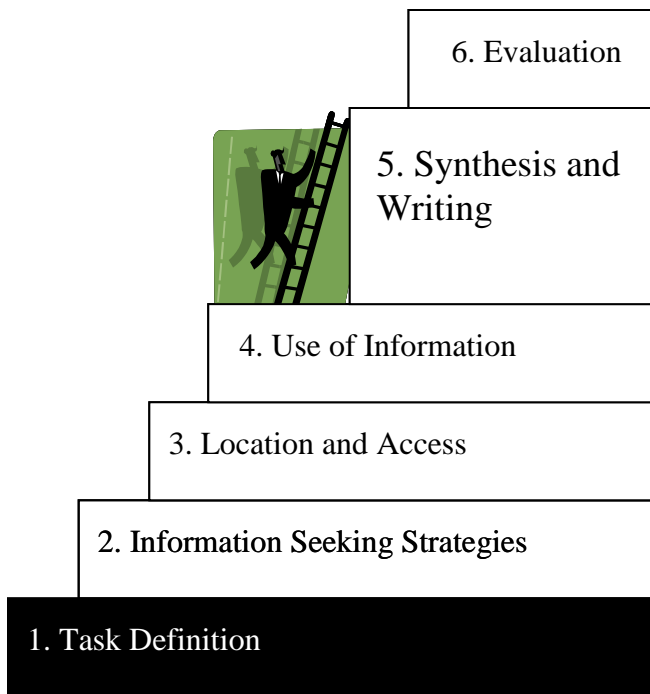 6. Evaluation
5. Synthesis and
Writing
4. Use of Information
3. Location and Access
2. Information Seeking Strategies
1. Task Definition